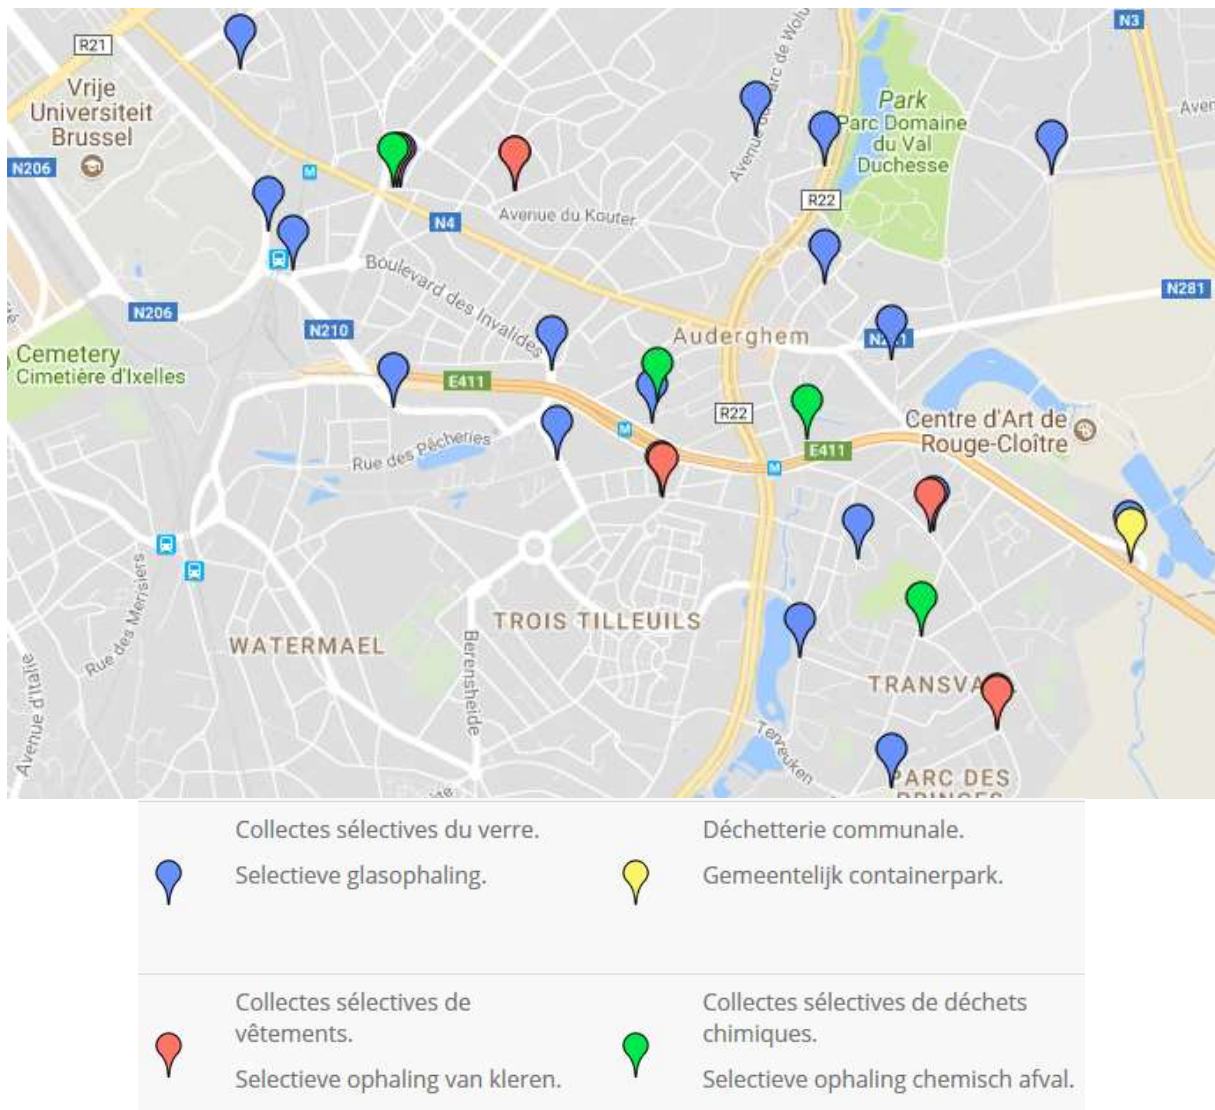 N3
R21
Vrije
Universiteit
Brussel
N206
M
Park
Parc Domaine
du Val
Duchesse
R22
N4
Avenue du Kouter
Boulevard des Invalides
N206
N210
N281
Auderghem
Cemetery
Cimetière d'Ixelles
E411
R22
M
Rue des Pêcheries
E411
M
Centre d'Art de
Rouge-Cloître
Rue des Merisiers
TROIS TILLEUILS
WATERMAEL
Berensheide
Avenue d'Italie
Tenreuken
PARC DES
Collectes sélectives du verre.
Selectieve glasophaling.
Déchetterie communale.
Gemeentelijk containerpark.
Collectes sélectives de
vêtements.
Selectieve ophaling van kleren.
Collectes sélectives de déchets
chimiques.
Selectieve ophaling chemisch afval.